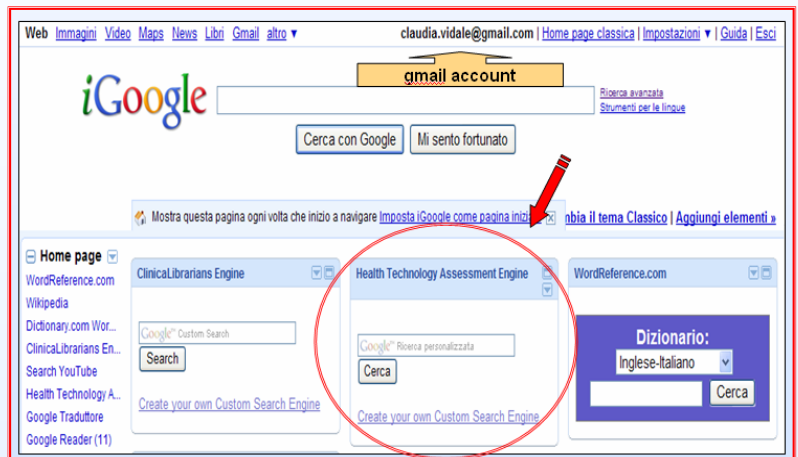 Web Immagini Video Maps News Libri Gmail altro ▼ claudia.vidale@gmail.com | Home page classica | Impostazioni ▼ | Guida | Esci
gmail account
iGoogle
Ricerca avanzata
Strumenti per le lingue
Cerca con Google Mi sento fortunato
Mostra questa pagina ogni volta che inizio a navigare Imposta iGoogle come pagina inizi mbia il tema Classico | Aggiungi elementi »
Home page
WordReference.com
Wikipedia
Dictionary.com Wor...
ClinicaLibrarians En...
Search YouTube
Health Technology A...
Google Traduttore
Google Reader (11)
ClinicaLibrarians Engine
Google™ Custom Search
Search
Create your own Custom Search Engine
Health Technology Assessment Engine
Google™ Ricerca personalizzata
Cerca
Create your own Custom Search Engine
WordReference.com
Dizionario:
Inglese-Italiano
Cerca